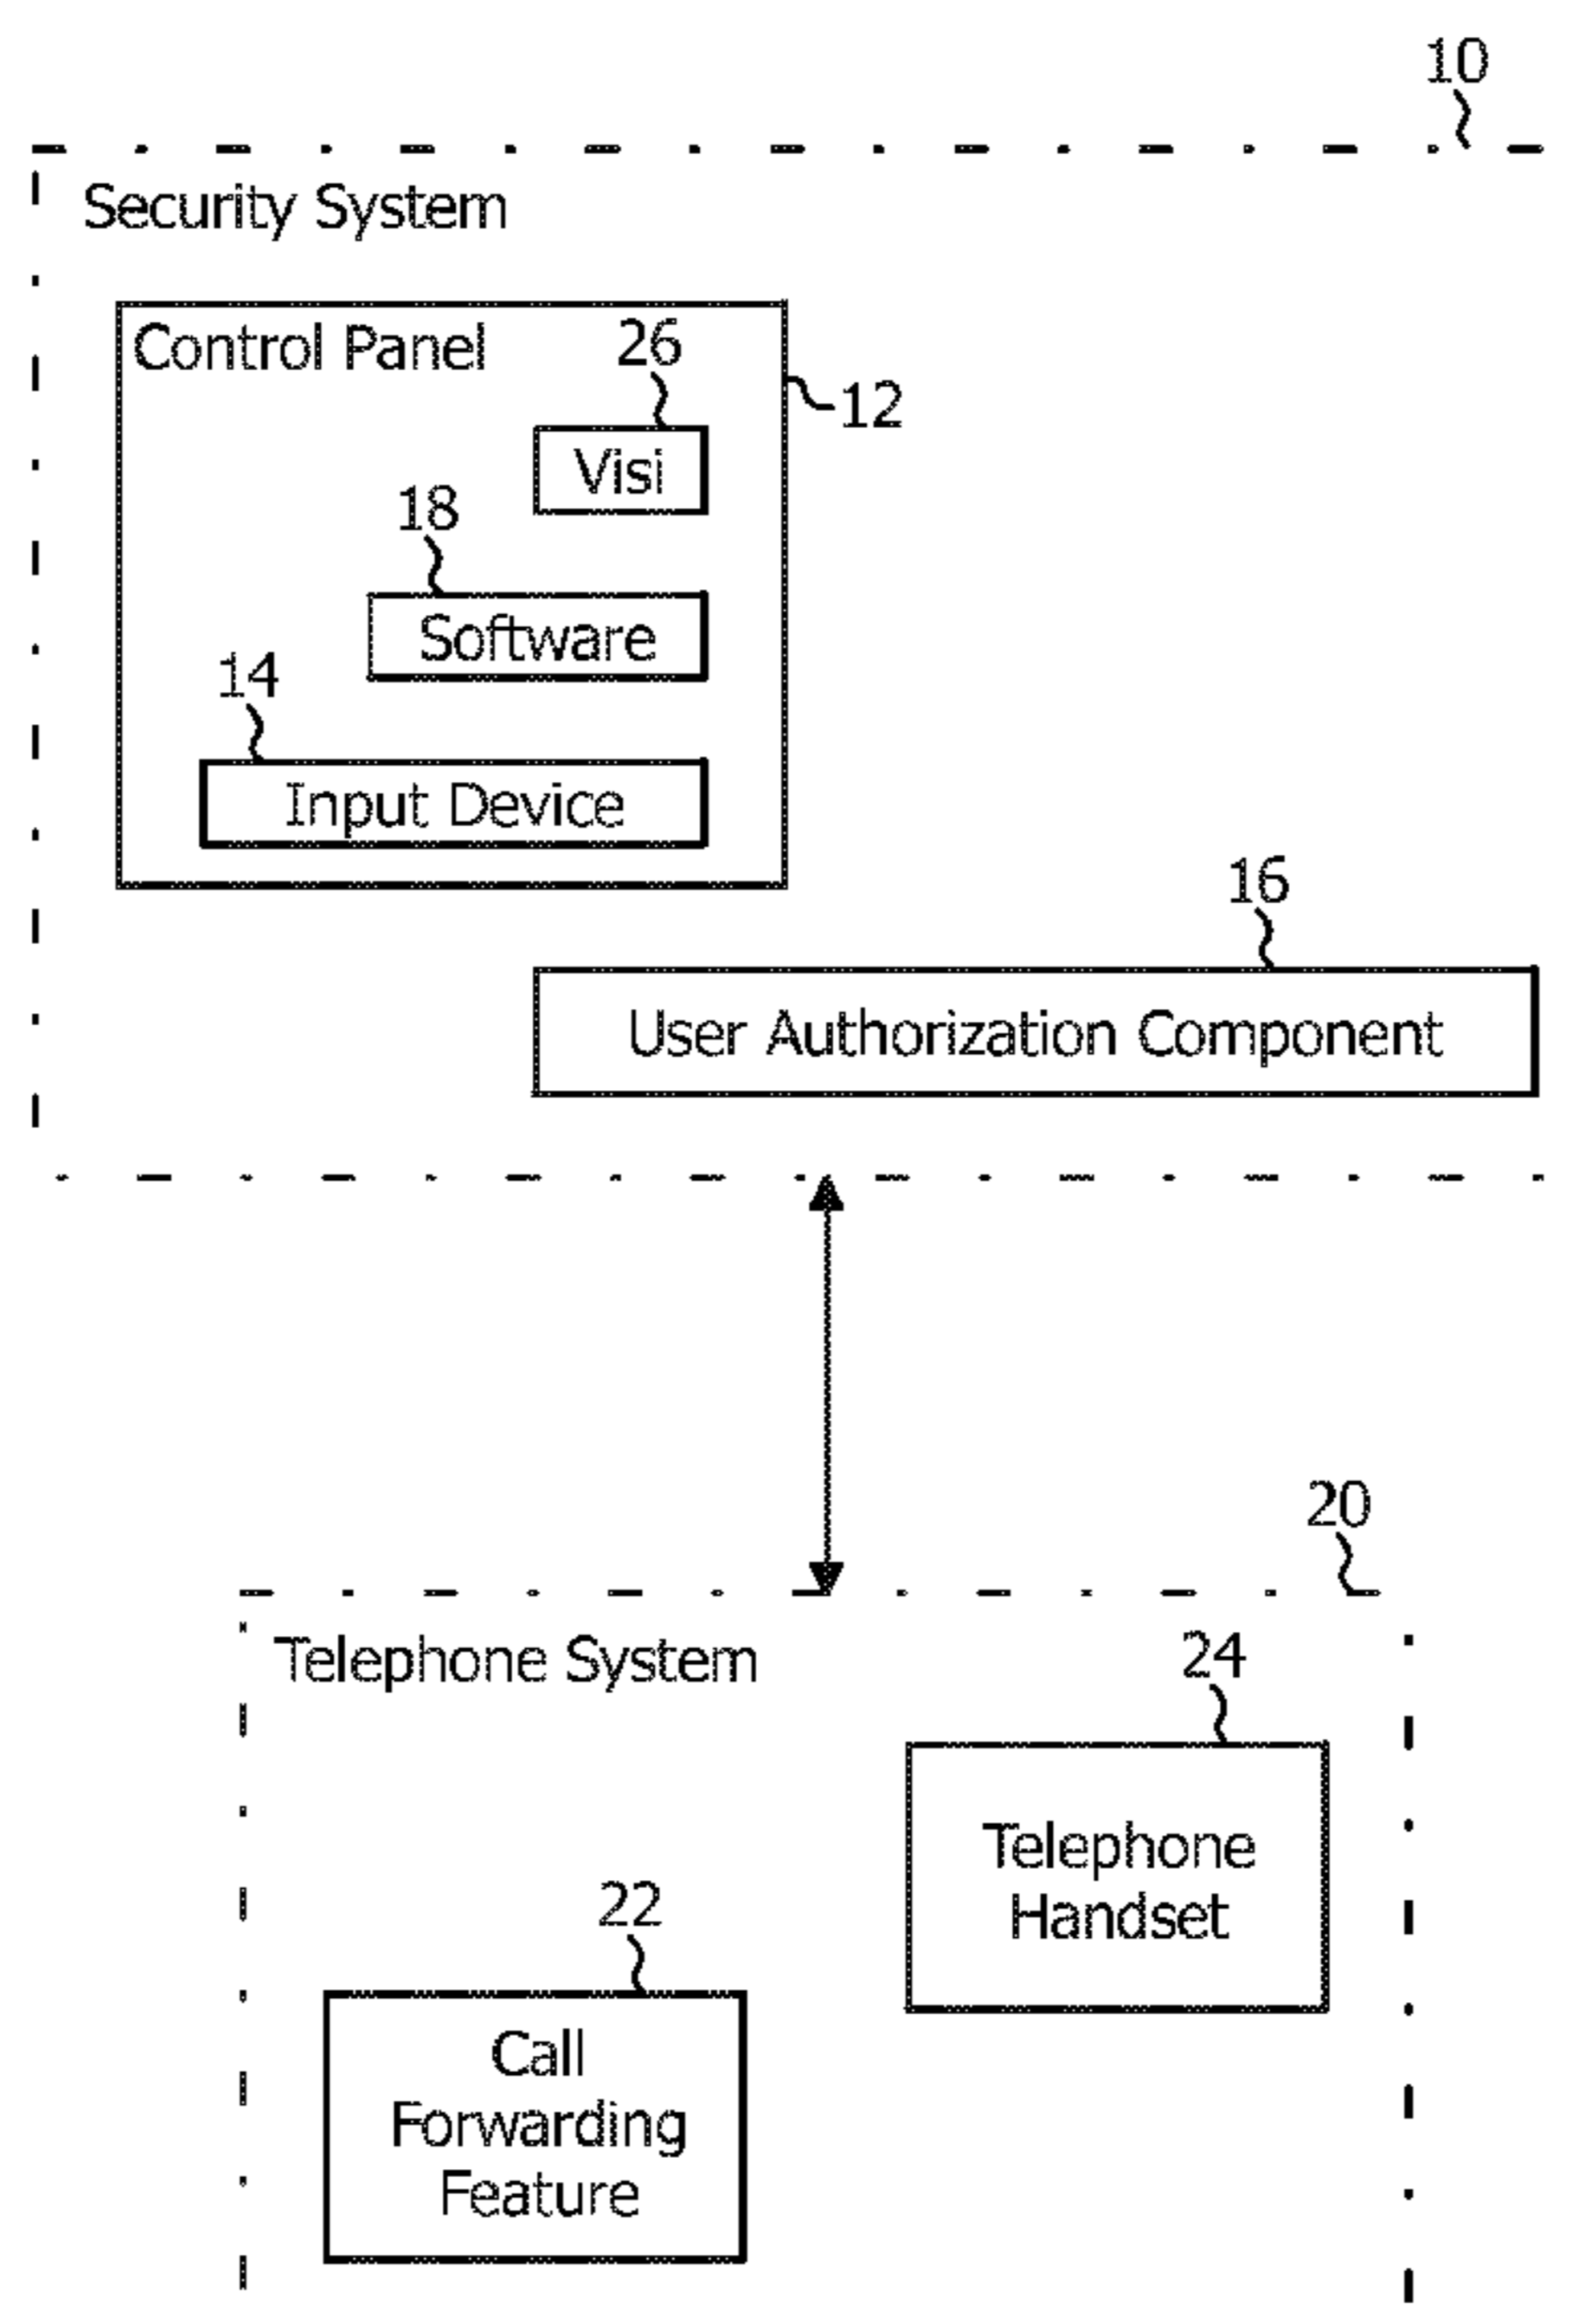 10
Security System
Control Panel
26
12
Visi
18
Software
14
Input Device
16
User Authorization Component
20
Telephone System
24
Telephone
Handset
22
Call
Forwarding
Feature